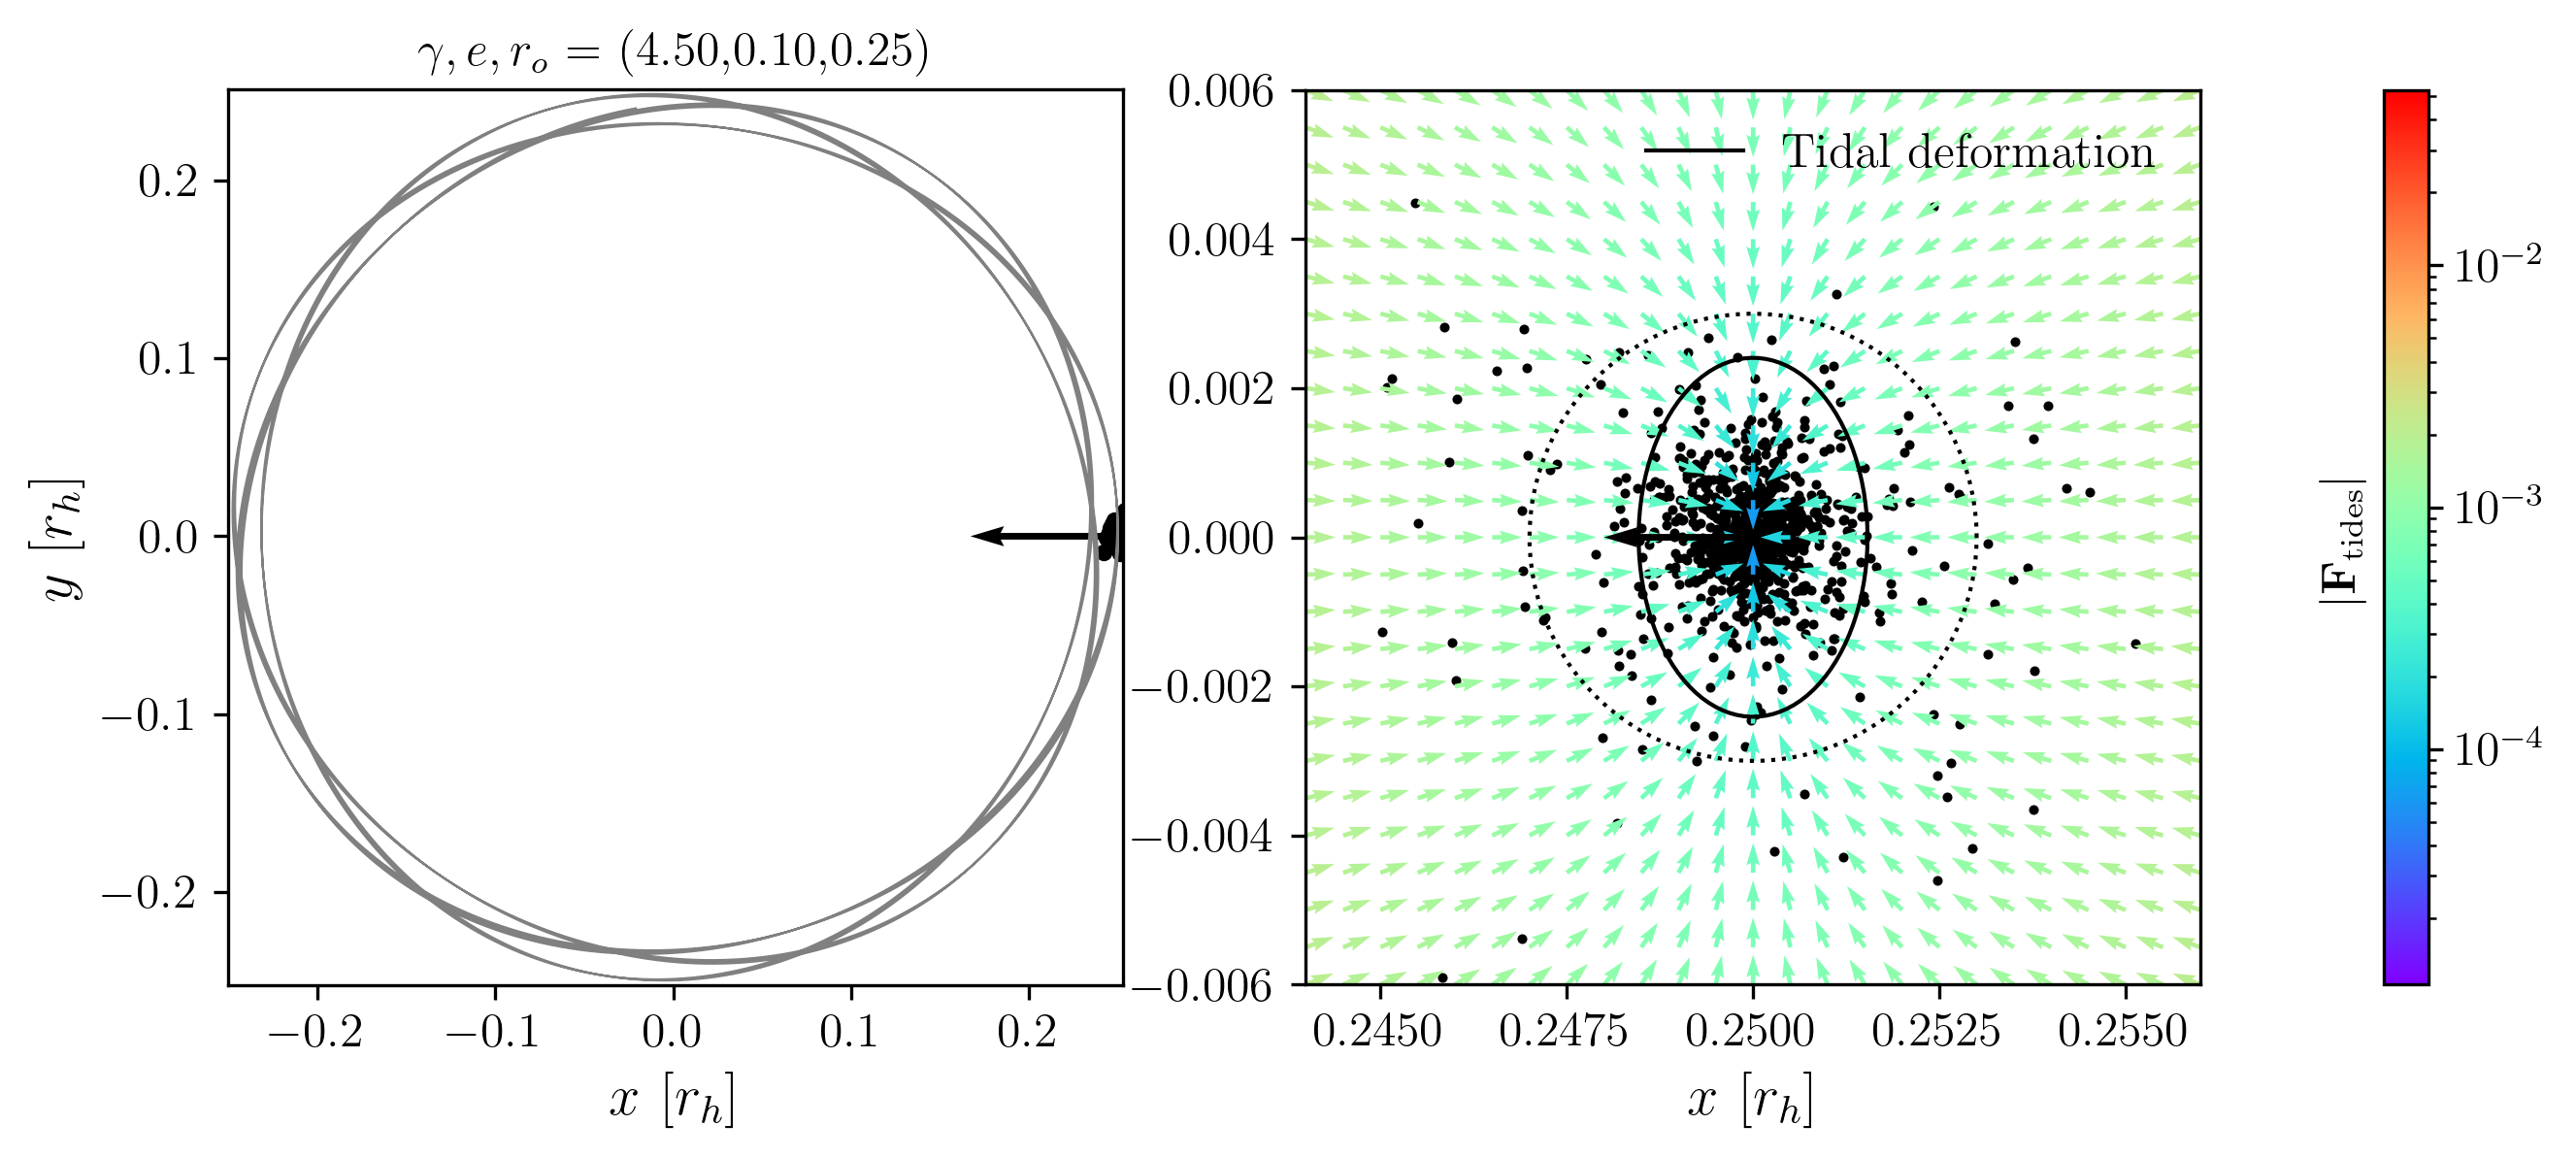 γ, e, r_o = (4.50,0.10,0.25)
0.2
0.1
0.0
−0.1
−0.2
y [r_h]
−0.2 −0.1 0.0 0.1 0.2
x [r_h]
0.006
0.004
0.002
0.000
−0.002
−0.004
−0.006
Tidal deformation
0.2450 0.2475 0.2500 0.2525 0.2550
x [r_h]
|F_tides|
10^−2
10^−3
10^−4